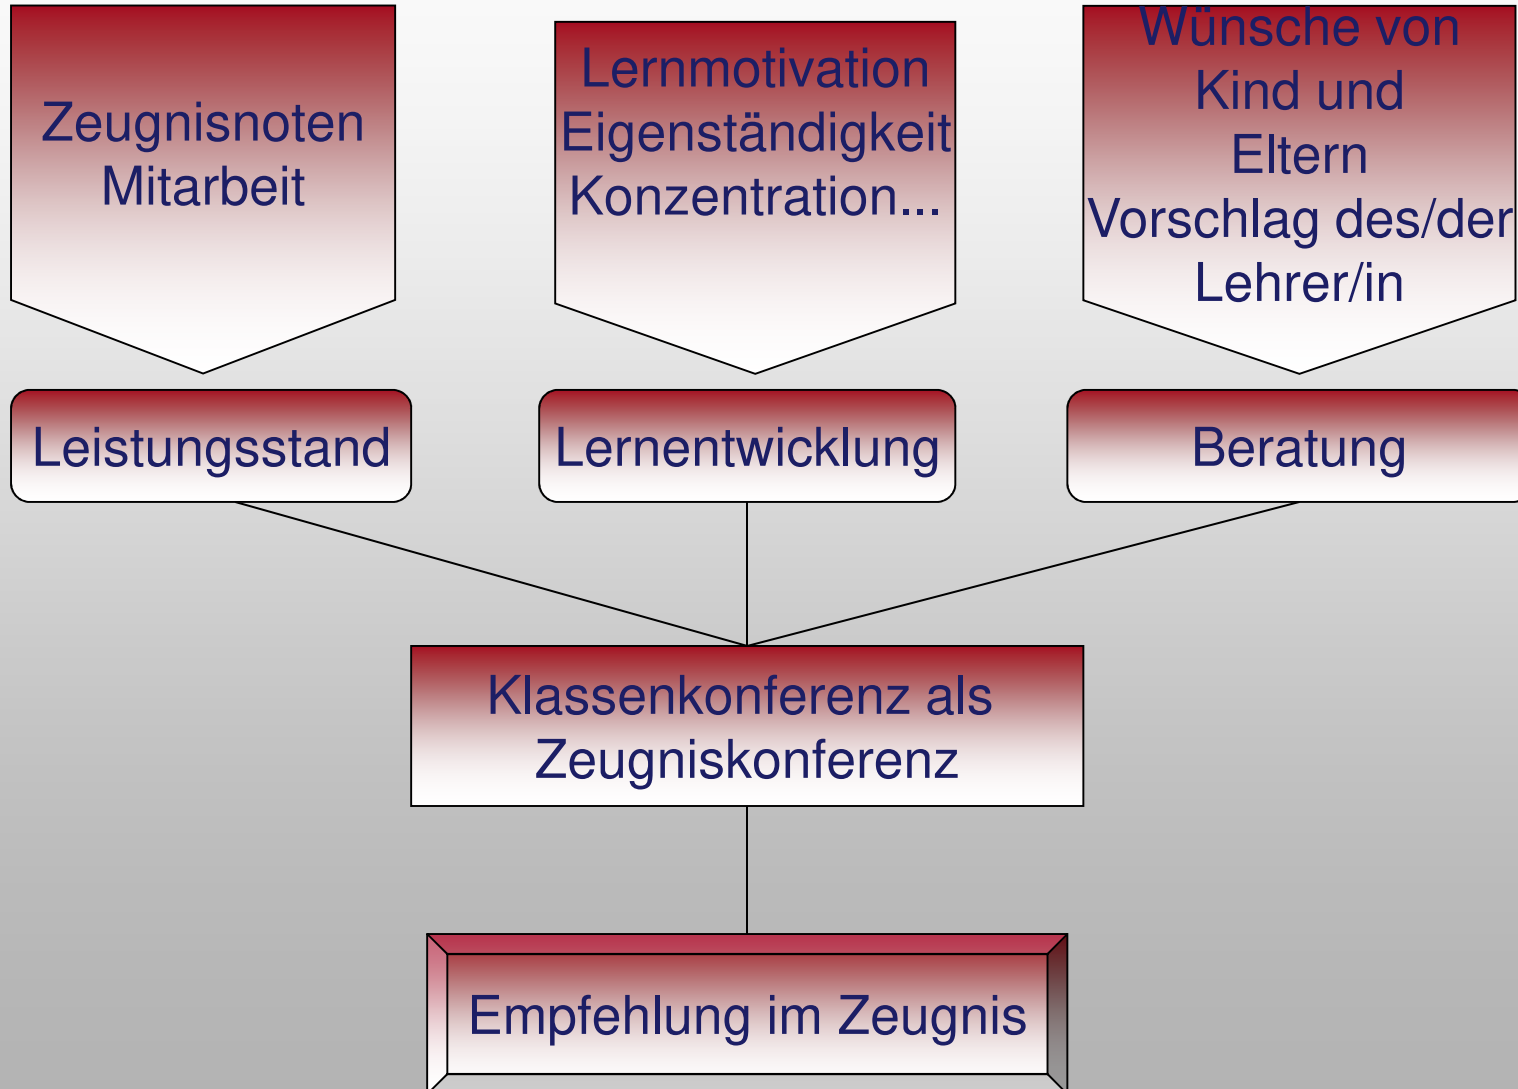 Zeugnisnoten
Mitarbeit
Lernmotivation
Eigenständigkeit
Konzentration...
Wünsche von
Kind und
Eltern
Vorschlag des/der
Lehrer/in
Leistungsstand
Lernentwicklung
Beratung
Klassenkonferenz als
Zeugniskonferenz
Empfehlung im Zeugnis